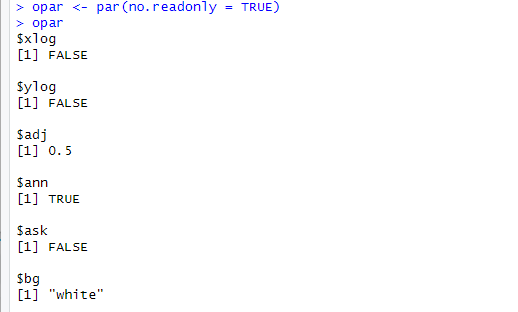 > opar <- par(no.readonly = TRUE)
> opar
$xlog
[1] FALSE
$ylog
[1] FALSE
$adj
[1] 0.5
$ann
[1] TRUE
$ask
[1] FALSE
$bg
[1] "white"